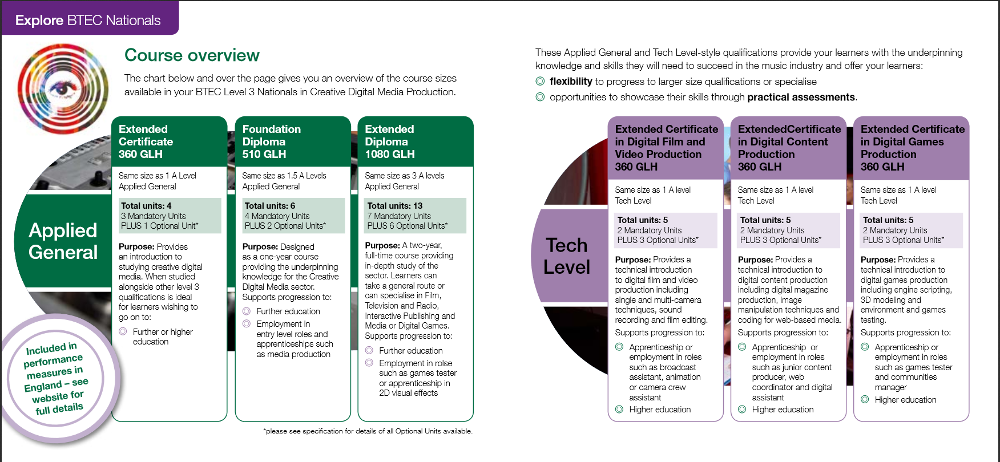 Explore BTEC Nationals
Course overview
The chart below and over the page gives you an overview of the course sizes
available in your BTEC Level 3 Nationals in Creative Digital Media Production.
Applied
General
Extended
Certificate
360 GLH
Same size as 1 A Level
Applied General
Total units: 4
3 Mandatory Units
PLUS 1 Optional Unit*
Purpose: Provides
an introduction to
studying creative digital
media. When studied
alongside other level 3
qualifications is ideal
for learners wishing to
go on to:
Further or higher
education
Foundation
Diploma
510 GLH
Same size as 1.5 A Levels
Applied General
Total units: 6
4 Mandatory Units
PLUS 2 Optional Units*
Purpose: Designed
as a one-year course
providing the underpinning
knowledge for the Creative
Digital Media sector.
Supports progression to:
Further education
Employment in
entry level roles and
apprenticeships such
as media production
Extended
Diploma
1080 GLH
Same size as 3 A levels
Applied General
Total units: 13
7 Mandatory Units
PLUS 6 Optional Units*
Purpose: A two-year,
full-time course providing
in-depth study of the
sector. Learners can
take a general route or
can specialise in Film,
Television and Radio,
Interactive Publishing and
Media or Digital Games.
Supports progression to:
Further education
Employment in rolse
such as games tester
or apprenticeship in
2D visual effects
Included in
performance
measures in
England – see
website for
full details
*please see specification for details of all Optional Units available.
These Applied General and Tech Level-style qualifications provide your learners with the underpinning
knowledge and skills they will need to succeed in the music industry and offer your learners:
flexibility to progress to larger size qualifications or specialise
opportunities to showcase their skills through practical assessments.
Tech
Level
Extended Certificate
in Digital Film and
Video Production
360 GLH
Same size as 1 A level
Tech Level
Total units: 5
2 Mandatory Units
PLUS 3 Optional Units*
Purpose: Provides a
technical introduction
to digital film and video
production including
single and multi-camera
techniques, sound
recording and film editing.
Supports progression to:
Apprenticeship or
employment in roles
such as broadcast
assistant, animation
or camera crew
assistant
Higher education
ExtendedCertificate
in Digital Content
Production
360 GLH
Same size as 1 A level
Tech Level
Total units: 5
2 Mandatory Units
PLUS 3 Optional Units*
Purpose: Provides a
technical introduction to
digital content production
including digital magazine
production, image
manipulation techniques and
coding for web-based media.
Supports progression to:
Apprenticeship or
employment in roles
such as junior content
producer, web
coordinator and digital
assistant
Higher education
Extended Certificate
in Digital Games
Production
360 GLH
Same size as 1 A level
Tech Level
Total units: 5
2 Mandatory Units
PLUS 3 Optional Units*
Purpose: Provides a
technical introduction to
digital games production
including engine scripting,
3D modeling and
environment and games
testing.
Supports progression to:
Apprenticeship or
employment in roles
such as games tester
and communities
manager
Higher education